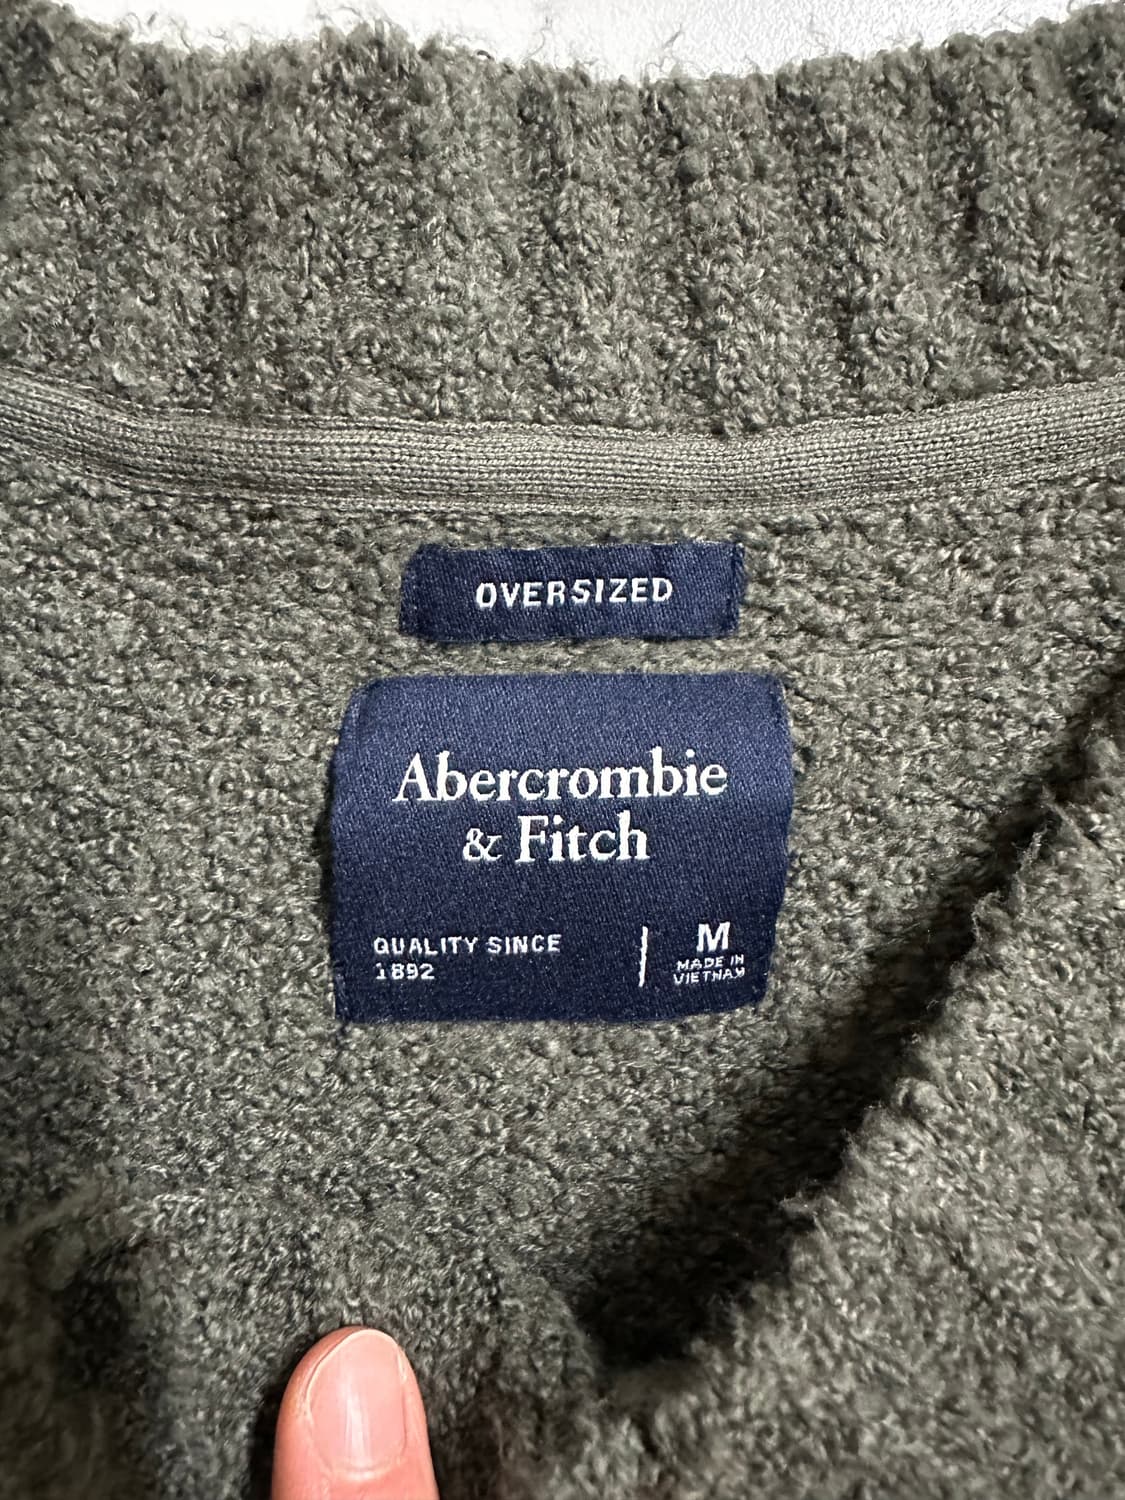 OVERSIZED
Abercrombie
& Fitch
QUALITY SINCE
1892
M
MADE IN
VIETNAM